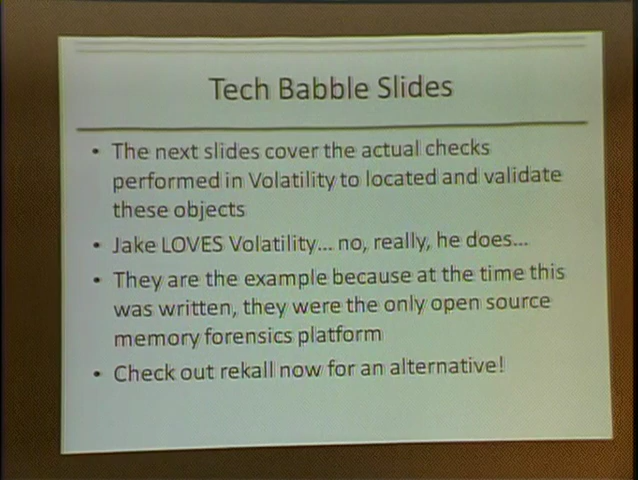 Tech Babble Slides
• The next slides cover the actual checks
performed in Volatility to located and validate
these objects
• Jake LOVES Volatility... no, really, he does...
• They are the example because at the time this
was written, they were the only open source
memory forensics platform
• Check out rekall now for an alternative!